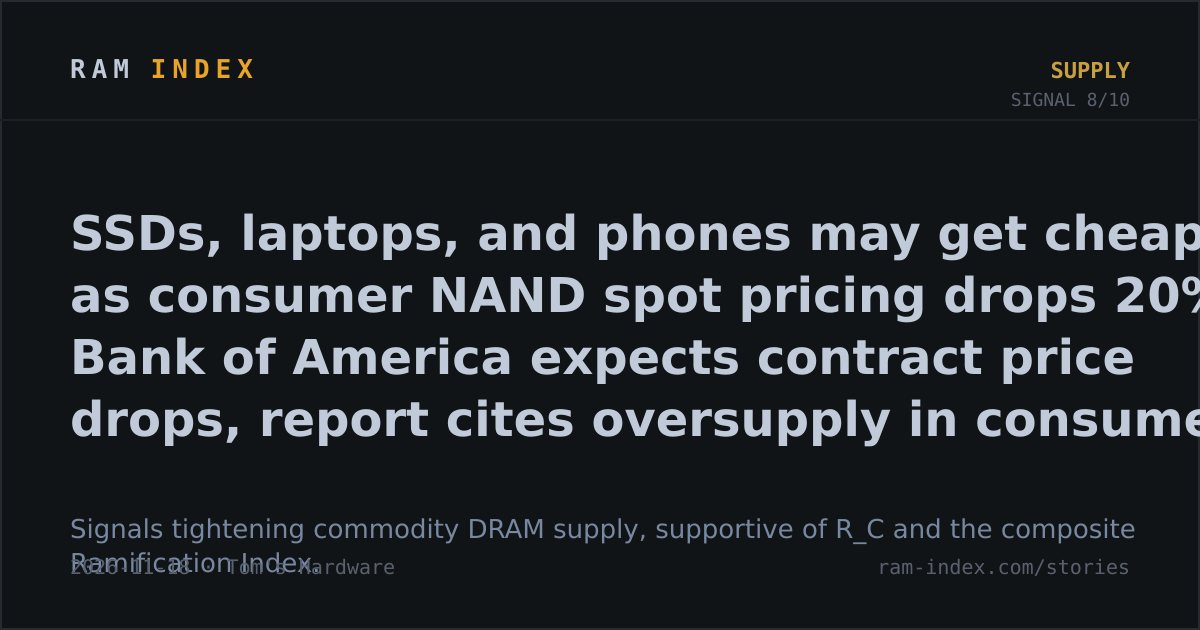 RAM INDEX
SUPPLY
SIGNAL 8/10
SSDs, laptops, and phones may get cheap
as consumer NAND spot pricing drops 20%
Bank of America expects contract price
drops, report cites oversupply in consume
Signals tightening commodity DRAM supply, supportive of R_C and the composite
Ramification Index.
Tom's Hardware
ram-index.com/stories